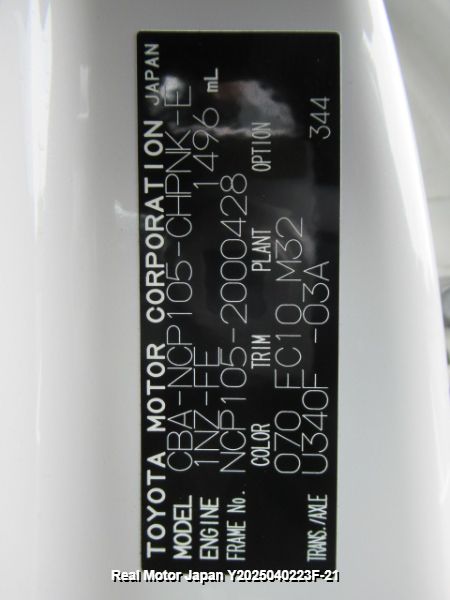 TOYOTA MOTOR CORPORATION JAPAN
MODEL CBA-NCP105-CHPNK-E
ENGINE 1NZ-FE 1496 mL
FRAME No. NCP105-2000428
COLOR TRIM PLANT OPTION
070 FC10 M32 344
TRANS./AXLE U340F -03A
Real Motor Japan Y2025040223F-21